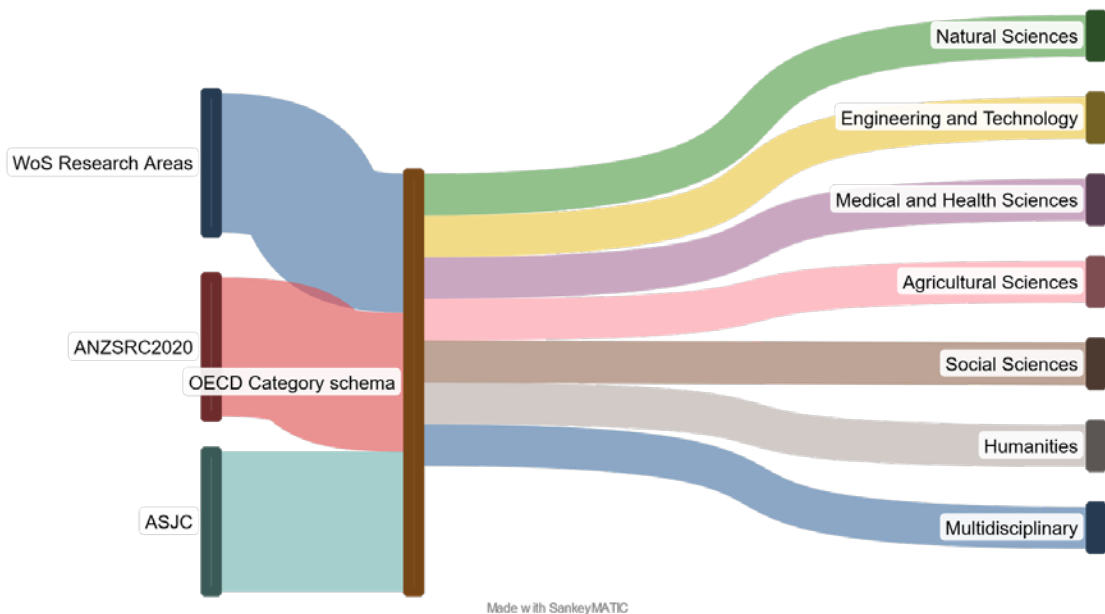 WoS Research Areas
ANZSRC2020
ASJC
OECD Category schema
Natural Sciences
Engineering and Technology
Medical and Health Sciences
Agricultural Sciences
Social Sciences
Humanities
Multidisciplinary
Made with SankeyMATIC